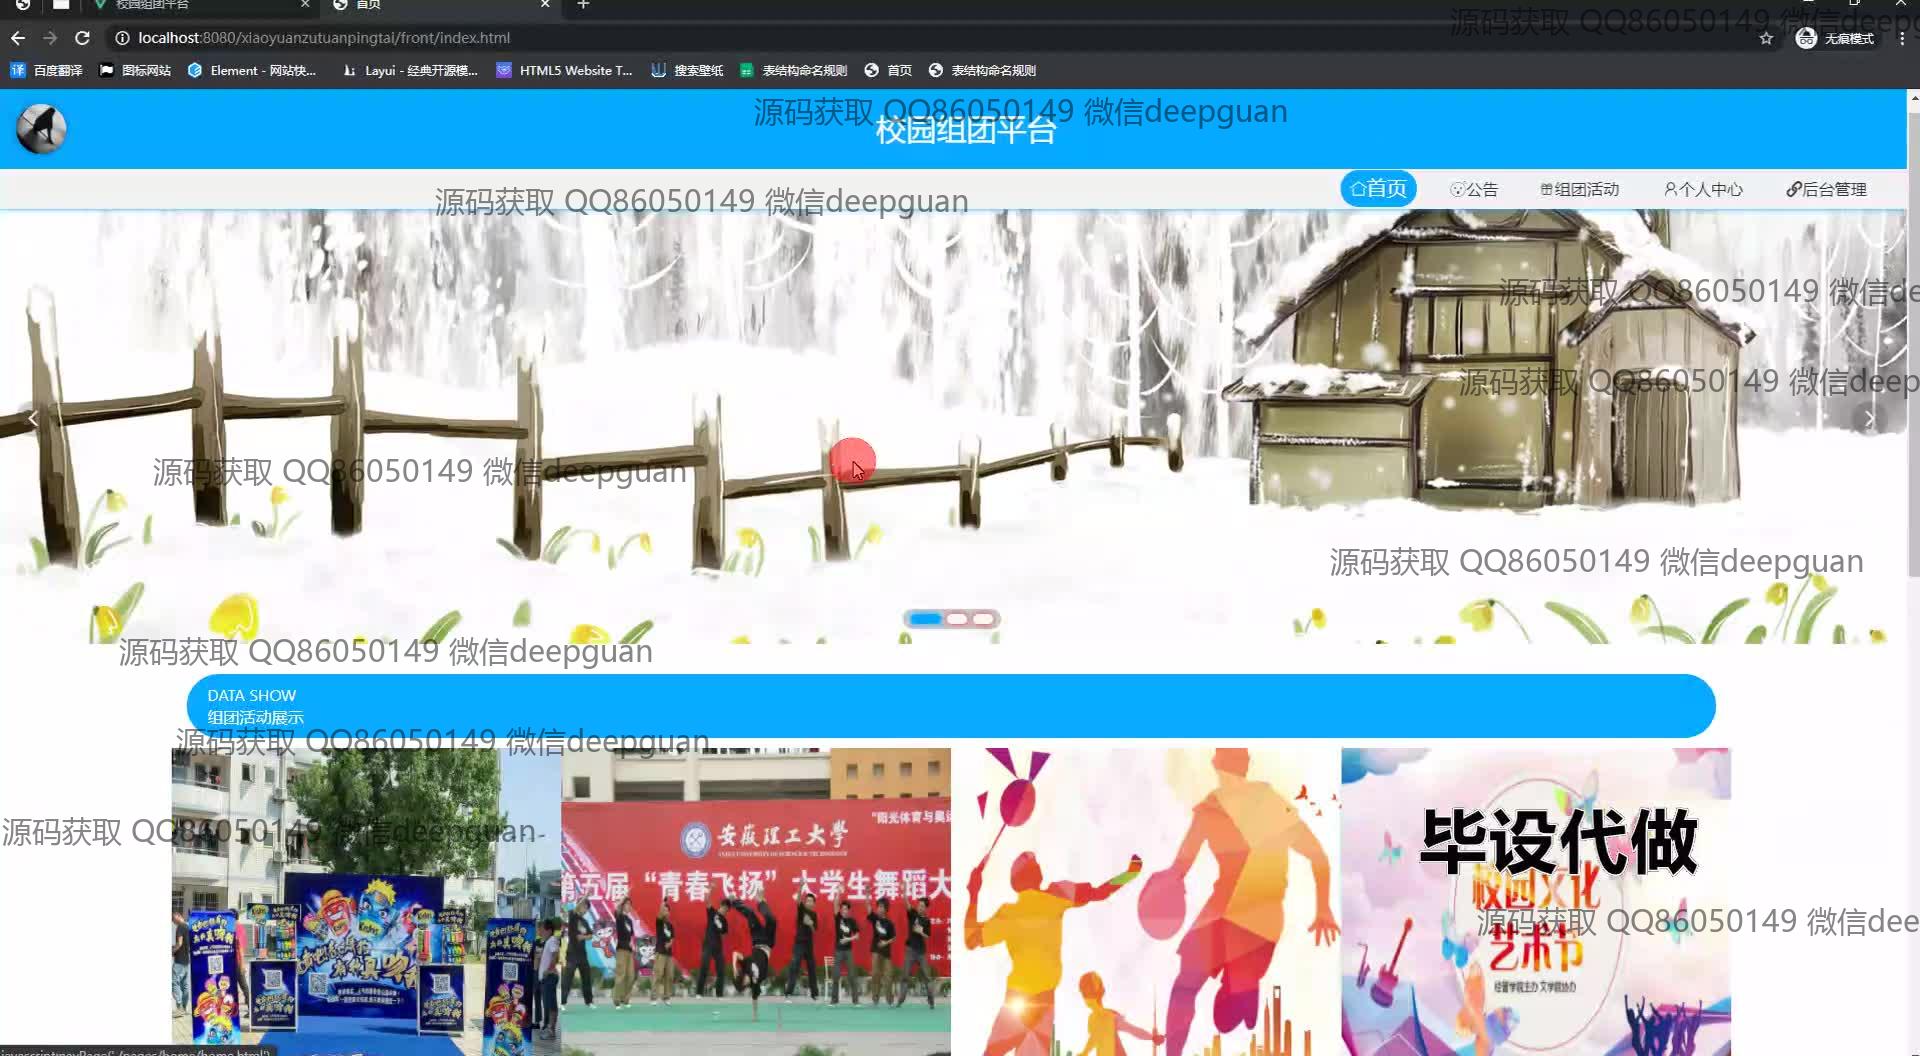 校园组团平台
首页
localhost:8080/xiaoyuanzutuanpingtai/front/index.html
无痕模式
百度翻译
图标网站
Element - 网站快...
Layui - 经典开源模...
HTML5 Website T...
搜索壁纸
表结构命名规则
首页
表结构命名规则
源码获取 QQ86050149 微信deepg
源码获取 QQ86050149 微信deepguan
校园组团平台
源码获取 QQ86050149 微信deepguan
首页
公告
组团活动
个人中心
后台管理
源码获取 QQ86050149 微信de
源码获取 QQ86050149 微信deep
源码获取 QQ86050149 微信deepguan
源码获取 QQ86050149 微信deepguan
源码获取 QQ86050149 微信deepguan
DATA SHOW
组团活动展示
源码获取 QQ86050149 微信deepguan
源码获取 QQ86050149 微信deepguan
安徽理工大学
"阳光体育与奥运
第五届“青春飞扬”大学生舞蹈大
毕设代做
校园文化
艺术节
经管学院主办 文学院协办
源码获取 QQ86050149 微信dee